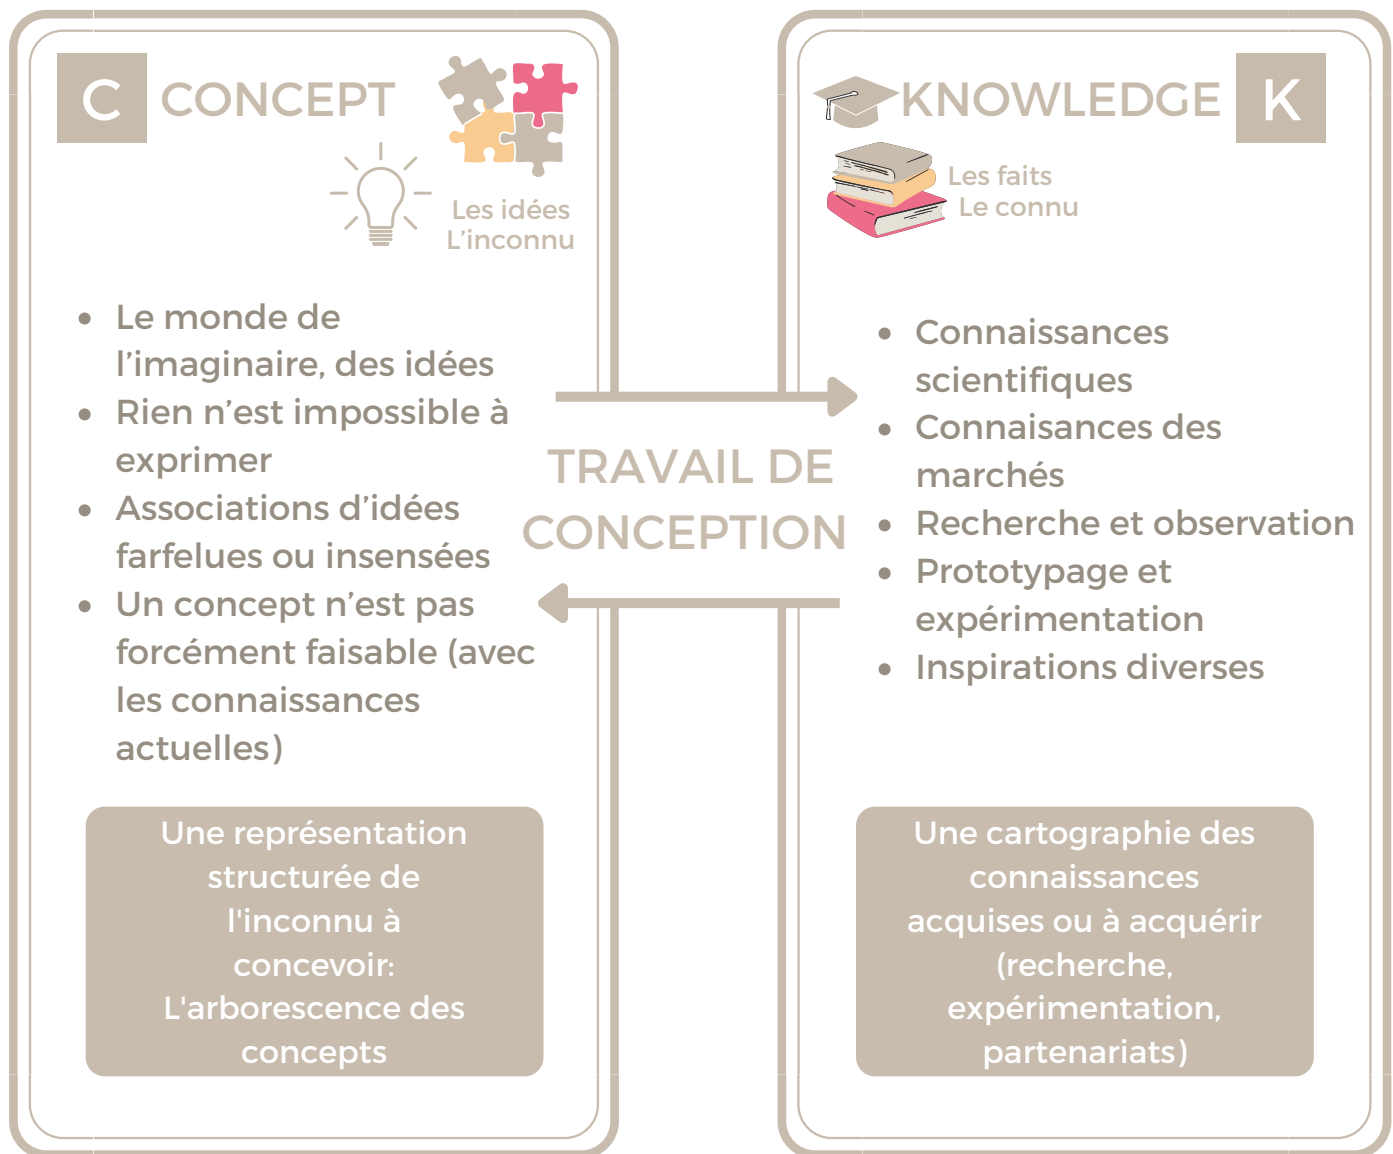 C CONCEPT
Les idées
L’inconnu
Le monde de
l’imaginaire, des idées
Rien n’est impossible à
exprimer
Associations d’idées
farfelues ou insensées
Un concept n’est pas
forcément faisable (avec
les connaissances
actuelles)
Une représentation
structurée de
l'inconnu à
concevoir:
L'arborescence des
concepts
TRAVAIL DE
CONCEPTION
KNOWLEDGE K
Les faits
Le connu
Connaissances
scientifiques
Connaisances des
marchés
Recherche et observation
Prototypage et
expérimentation
Inspirations diverses
Une cartographie des
connaissances
acquises ou à acquérir
(recherche,
expérimentation,
partenariats)